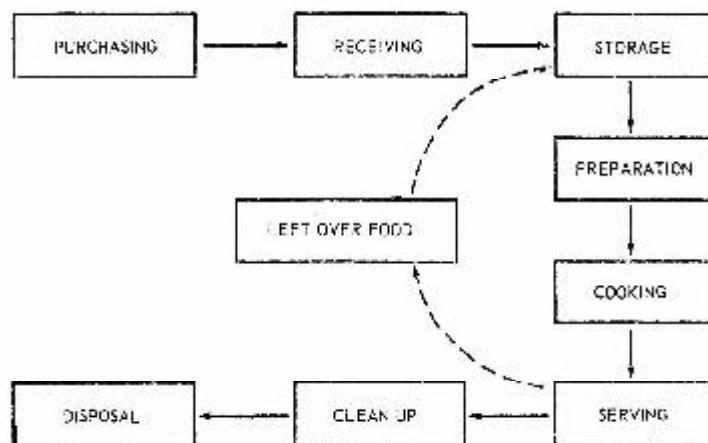 PURCHASING
RECEIVING
STORAGE
PREPARATION
LEFT OVER FOOD
COOKING
DISPOSAL
CLEAN UP
SERVING